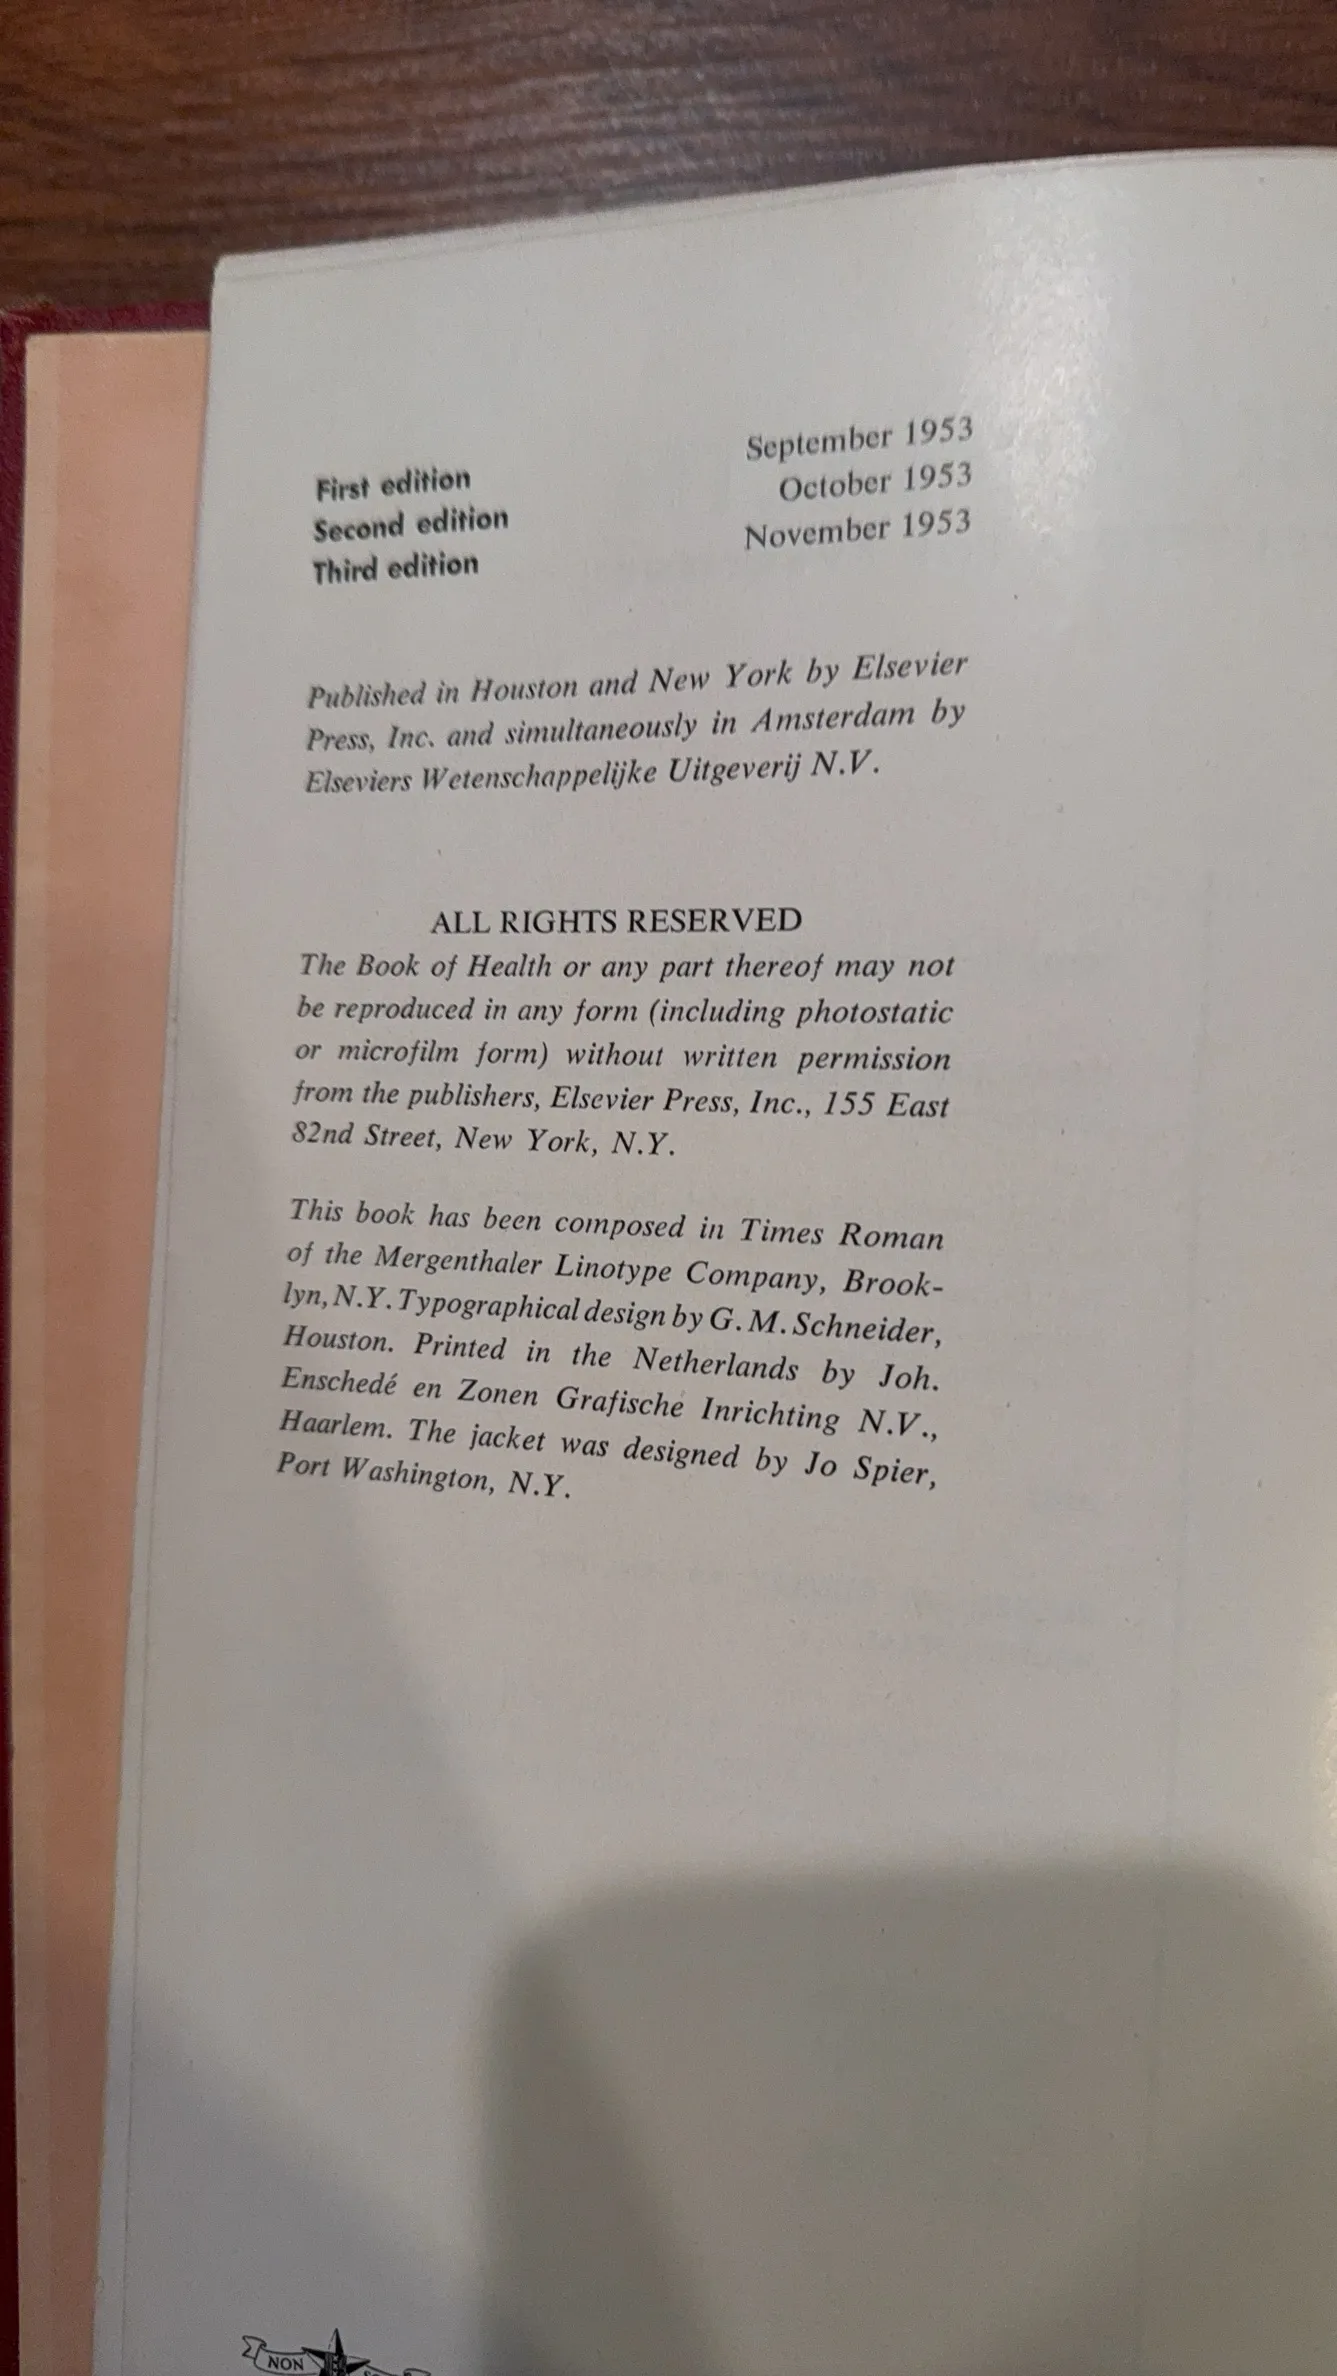 First edition September 1953
Second edition October 1953
Third edition November 1953
Published in Houston and New York by Elsevier
Press, Inc. and simultaneously in Amsterdam by
Elseviers Wetenschappelijke Uitgeverij N.V.
ALL RIGHTS RESERVED
The Book of Health or any part thereof may not
be reproduced in any form (including photostatic
or microfilm form) without written permission
from the publishers, Elsevier Press, Inc., 155 East
82nd Street, New York, N.Y.
This book has been composed in Times Roman
of the Mergenthaler Linotype Company, Brook-
lyn, N.Y. Typographical design by G. M. Schneider,
Houston. Printed in the Netherlands by Joh.
Enschedé en Zonen Grafische Inrichting N.V.,
Haarlem. The jacket was designed by Jo Spier,
Port Washington, N.Y.
NON